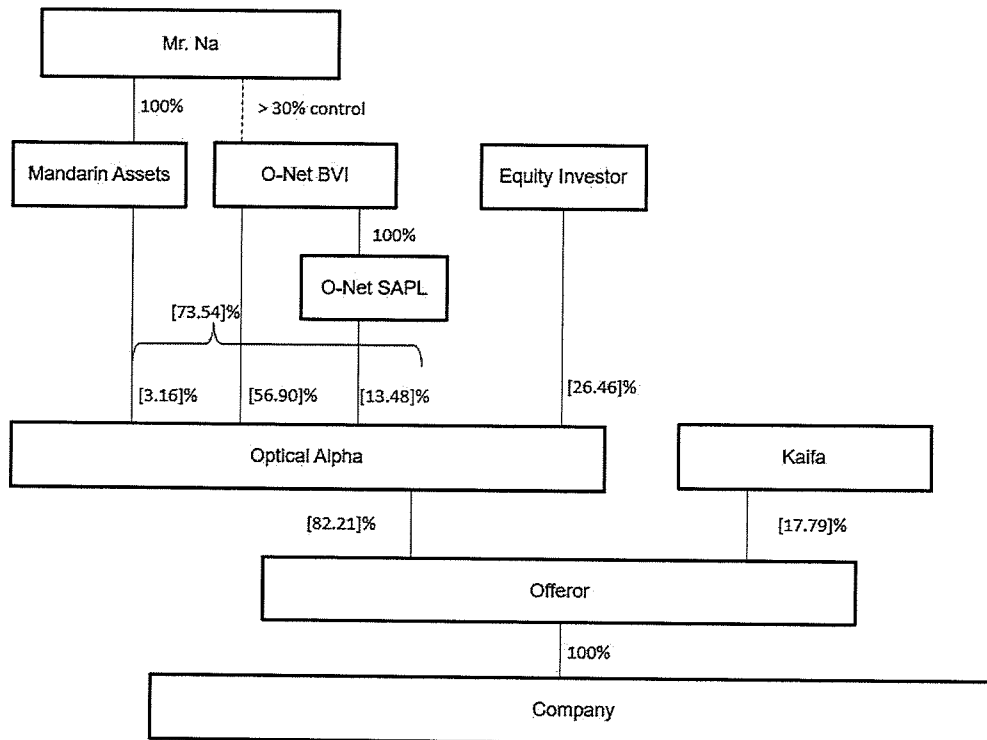 Mr. Na
100%
> 30% control
Mandarin Assets
O-Net BVI
Equity Investor
100%
O-Net SAPL
[73.54]%
[3.16]%
[56.90]%
[13.48]%
[26.46]%
Optical Alpha
Kaifa
[82.21]%
[17.79]%
Offeror
100%
Company